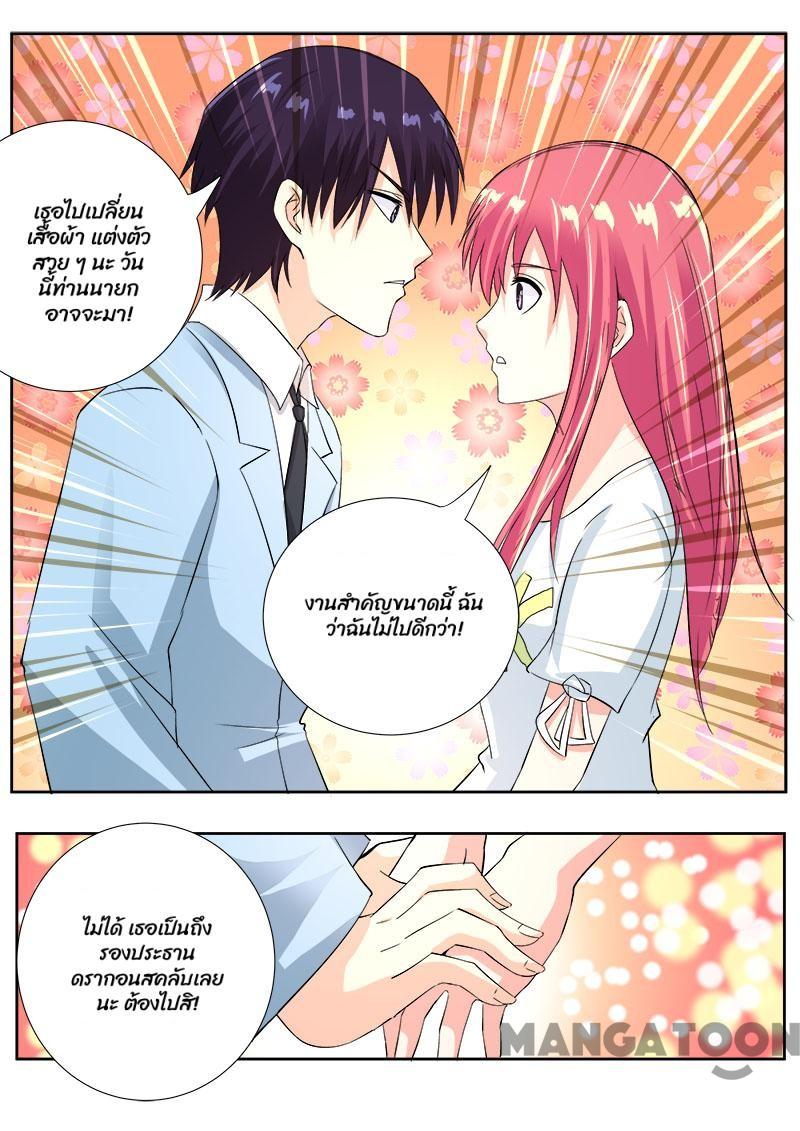 เธอไปเปลี่ยน
เสื้อผ้า แต่งตัว
สวย ๆ นะ วัน
นี้ท่านนายก
อาจจะมา!
งานสำคัญขนาดนี้ ฉัน
ว่าฉันไม่ไปดีกว่า!
ไม่ได้ เธอเป็นถึง
รองประธาน
ดรากอนสคลับเลย
นะ ต้องไปสิ!
MANGATOON